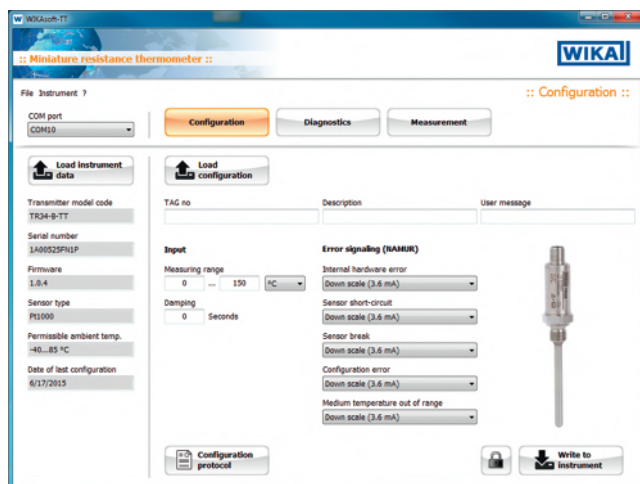 WIKAsoft-TT
:: Miniature resistance thermometer ::
WIKA
File Instrument ?
:: Configuration ::
COM port
COM10
Configuration
Diagnostics
Measurement
Load instrument
data
Load
configuration
Transmitter model code
TR34-B-TT
Serial number
1A00525FN1P
Firmware
1.0.4
Sensor type
Pt1000
Permissible ambient temp.
-40...85 °C
Date of last configuration
6/17/2015
TAG no
Description
User message
Input
Measuring range
0 ... 150 °C
Damping
0 Seconds
Error signaling (NAMUR)
Internal hardware error
Down scale (3.6 mA)
Sensor short-circuit
Down scale (3.6 mA)
Sensor break
Down scale (3.6 mA)
Configuration error
Down scale (3.6 mA)
Medium temperature out of range
Down scale (3.6 mA)
Configuration
protocol
Write to
instrument